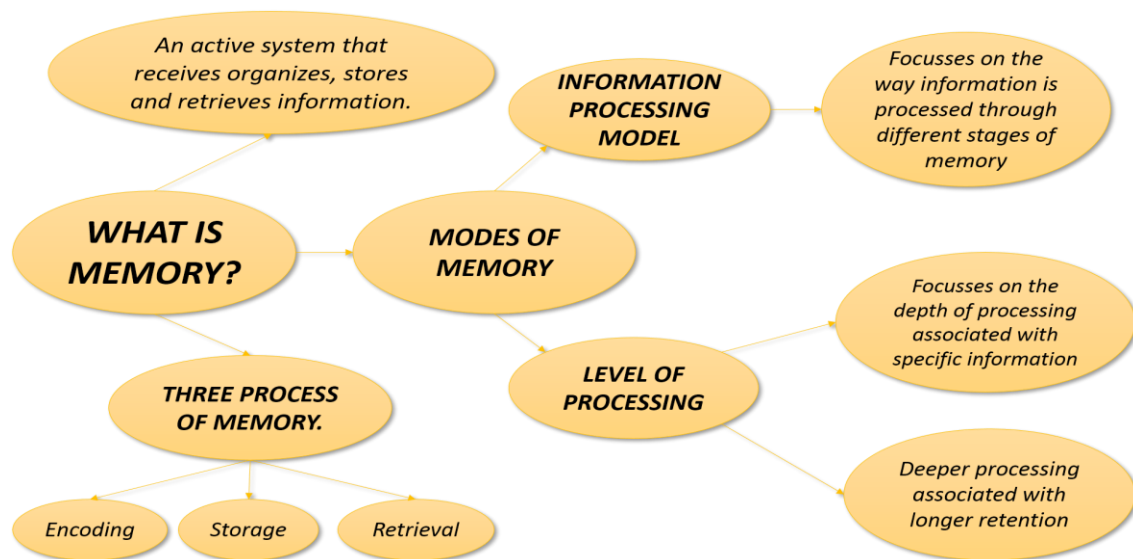 An active system that
receives organizes, stores
and retrieves information.
INFORMATION
PROCESSING
MODEL
Focusses on the
way information is
processed through
different stages of
memory
WHAT IS
MEMORY?
MODES OF
MEMORY
Focusses on the
depth of processing
associated with
specific information
THREE PROCESS
OF MEMORY.
LEVEL OF
PROCESSING
Encoding
Storage
Retrieval
Deeper processing
associated with
longer retention